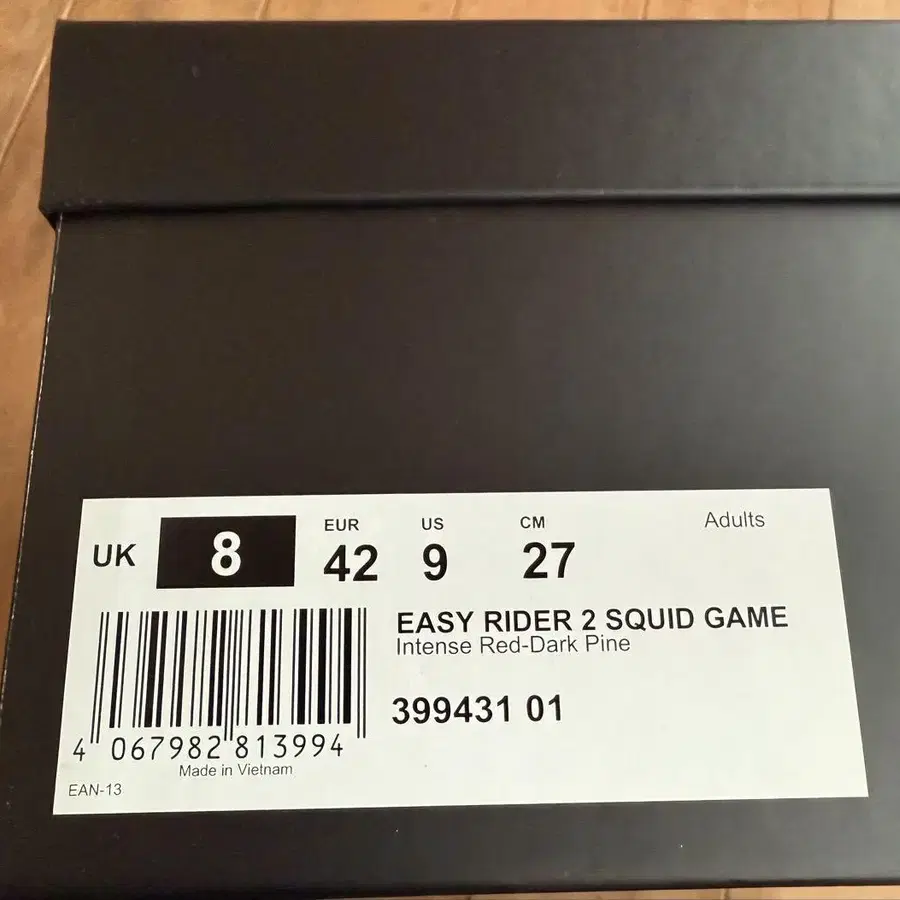 UK 8 EUR 42 US 9 CM 27 Adults
EASY RIDER 2 SQUID GAME
Intense Red-Dark Pine
399431 01
4 067982 813994
Made in Vietnam
EAN-13